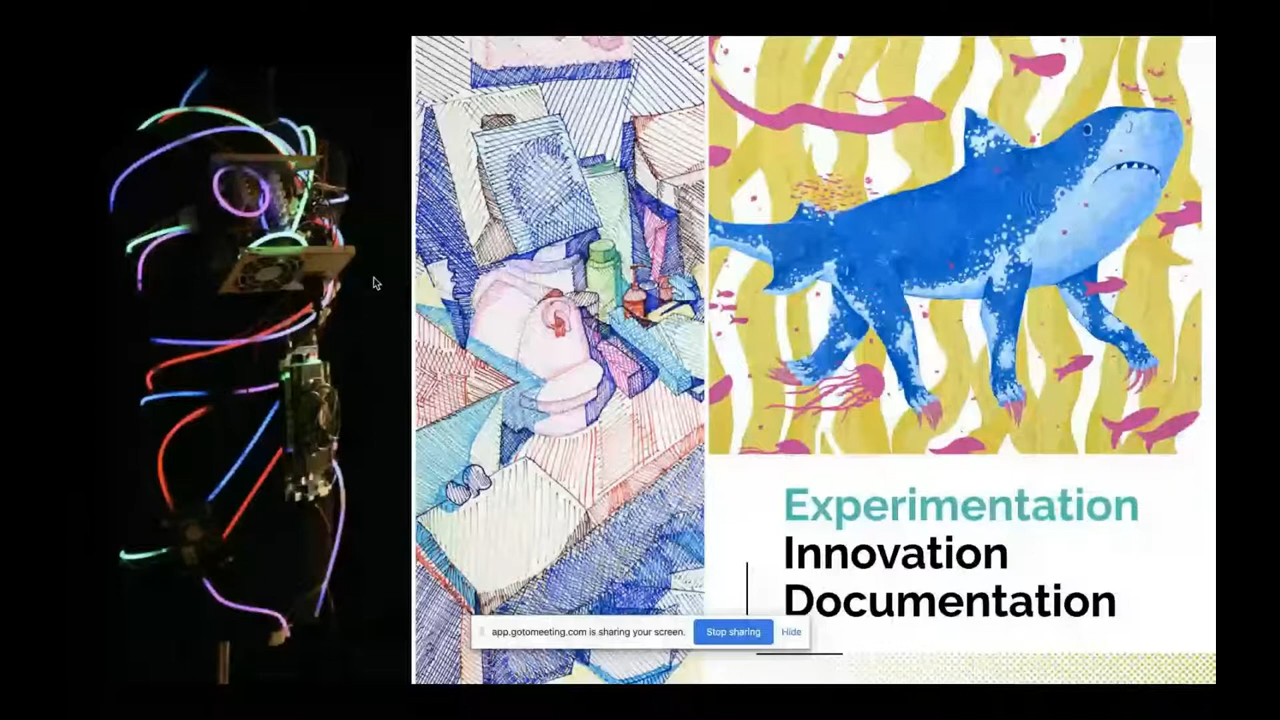 Experimentation
Innovation
Documentation
app.gotomeeting.com is sharing your screen. Stop sharing Hide